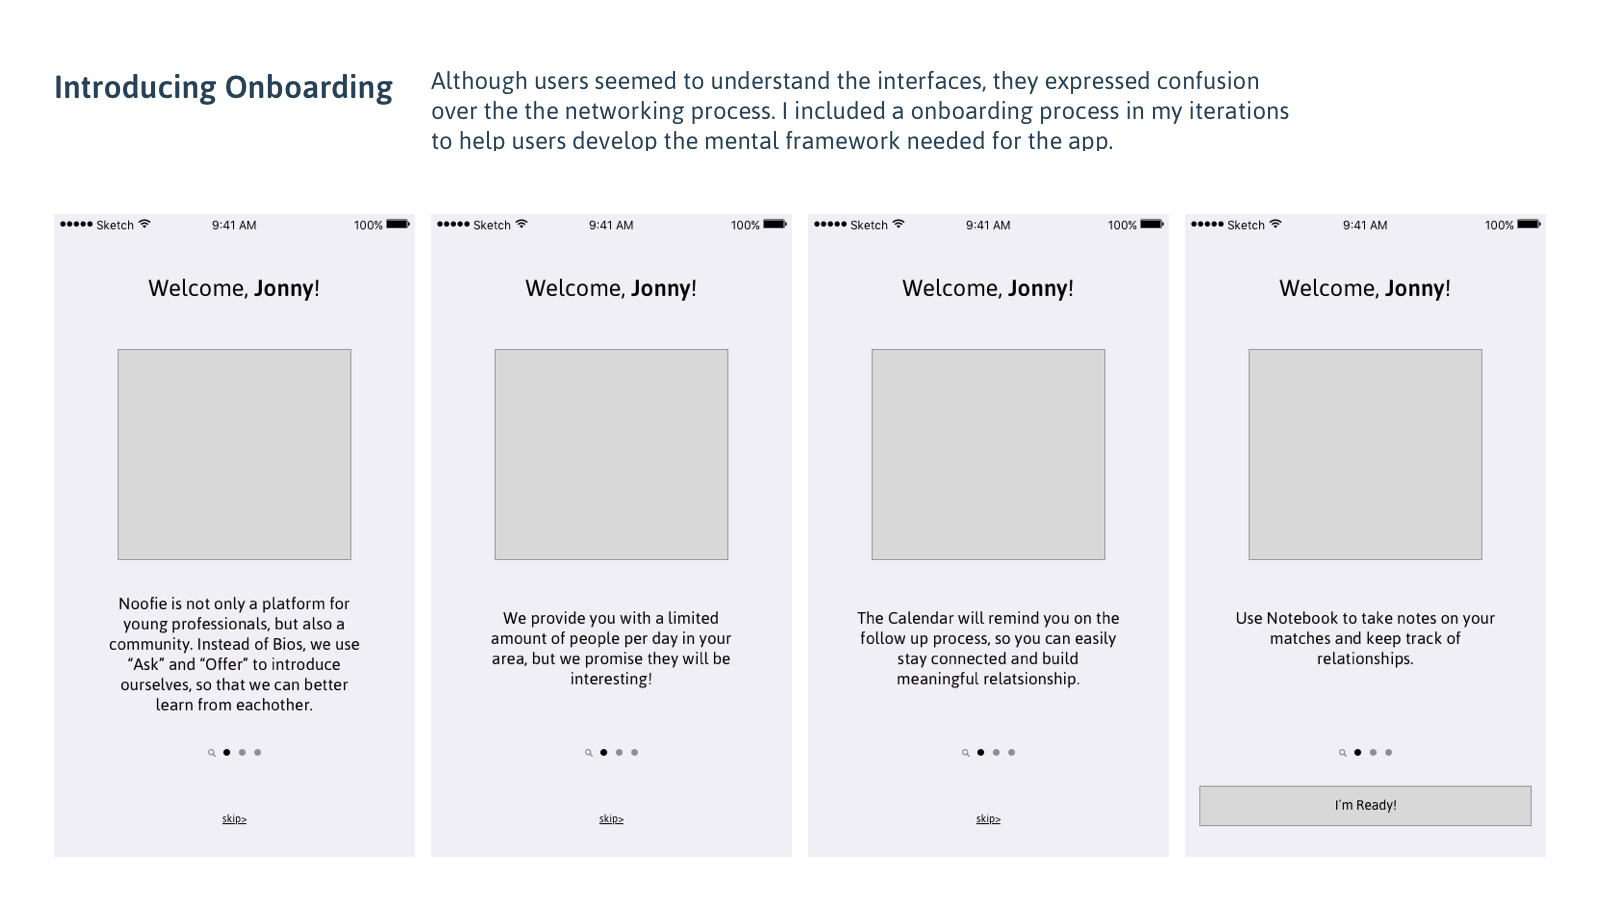 Introducing Onboarding
Although users seemed to understand the interfaces, they expressed confusion
over the the networking process. I included a onboarding process in my iterations
to help users develop the mental framework needed for the app.
Sketch 9:41 AM 100%
Welcome, Jonny!
Noofie is not only a platform for
young professionals, but also a
community. Instead of Bios, we use
“Ask” and “Offer” to introduce
ourselves, so that we can better
learn from eachother.
skip>
Sketch 9:41 AM 100%
Welcome, Jonny!
We provide you with a limited
amount of people per day in your
area, but we promise they will be
interesting!
skip>
Sketch 9:41 AM 100%
Welcome, Jonny!
The Calendar will remind you on the
follow up process, so you can easily
stay connected and build
meaningful relatsionship.
skip>
Sketch 9:41 AM 100%
Welcome, Jonny!
Use Notebook to take notes on your
matches and keep track of
relationships.
I'm Ready!